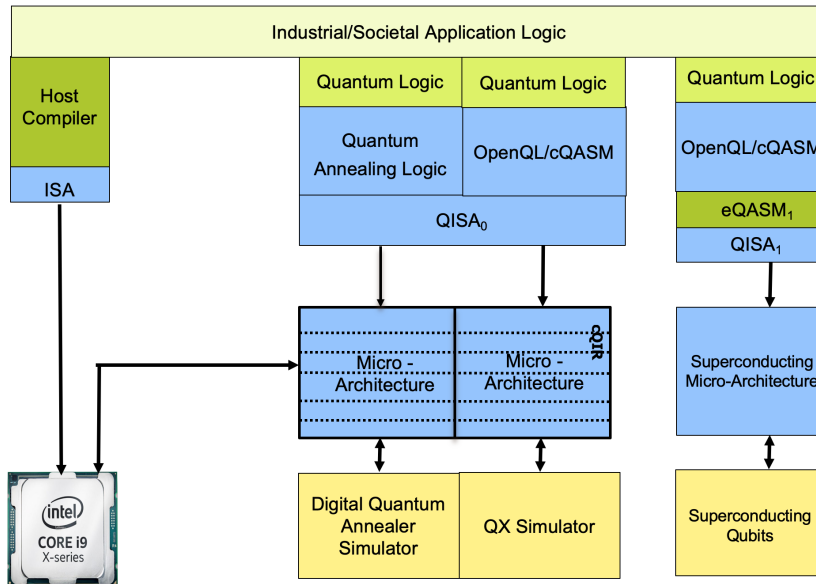 Industrial/Societal Application Logic
Host
Compiler
ISA
Quantum Logic
Quantum Logic
Quantum
Annealing Logic
OpenQL/cQASM
QISA₀
Quantum Logic
OpenQL/cQASM
eQASM₁
QISA₁
cQIR
Micro -
Architecture
Micro -
Architecture
Superconducting
Micro-Architecture
intel
CORE i9
X-series
Digital Quantum
Annealer
Simulator
QX Simulator
Superconducting
Qubits